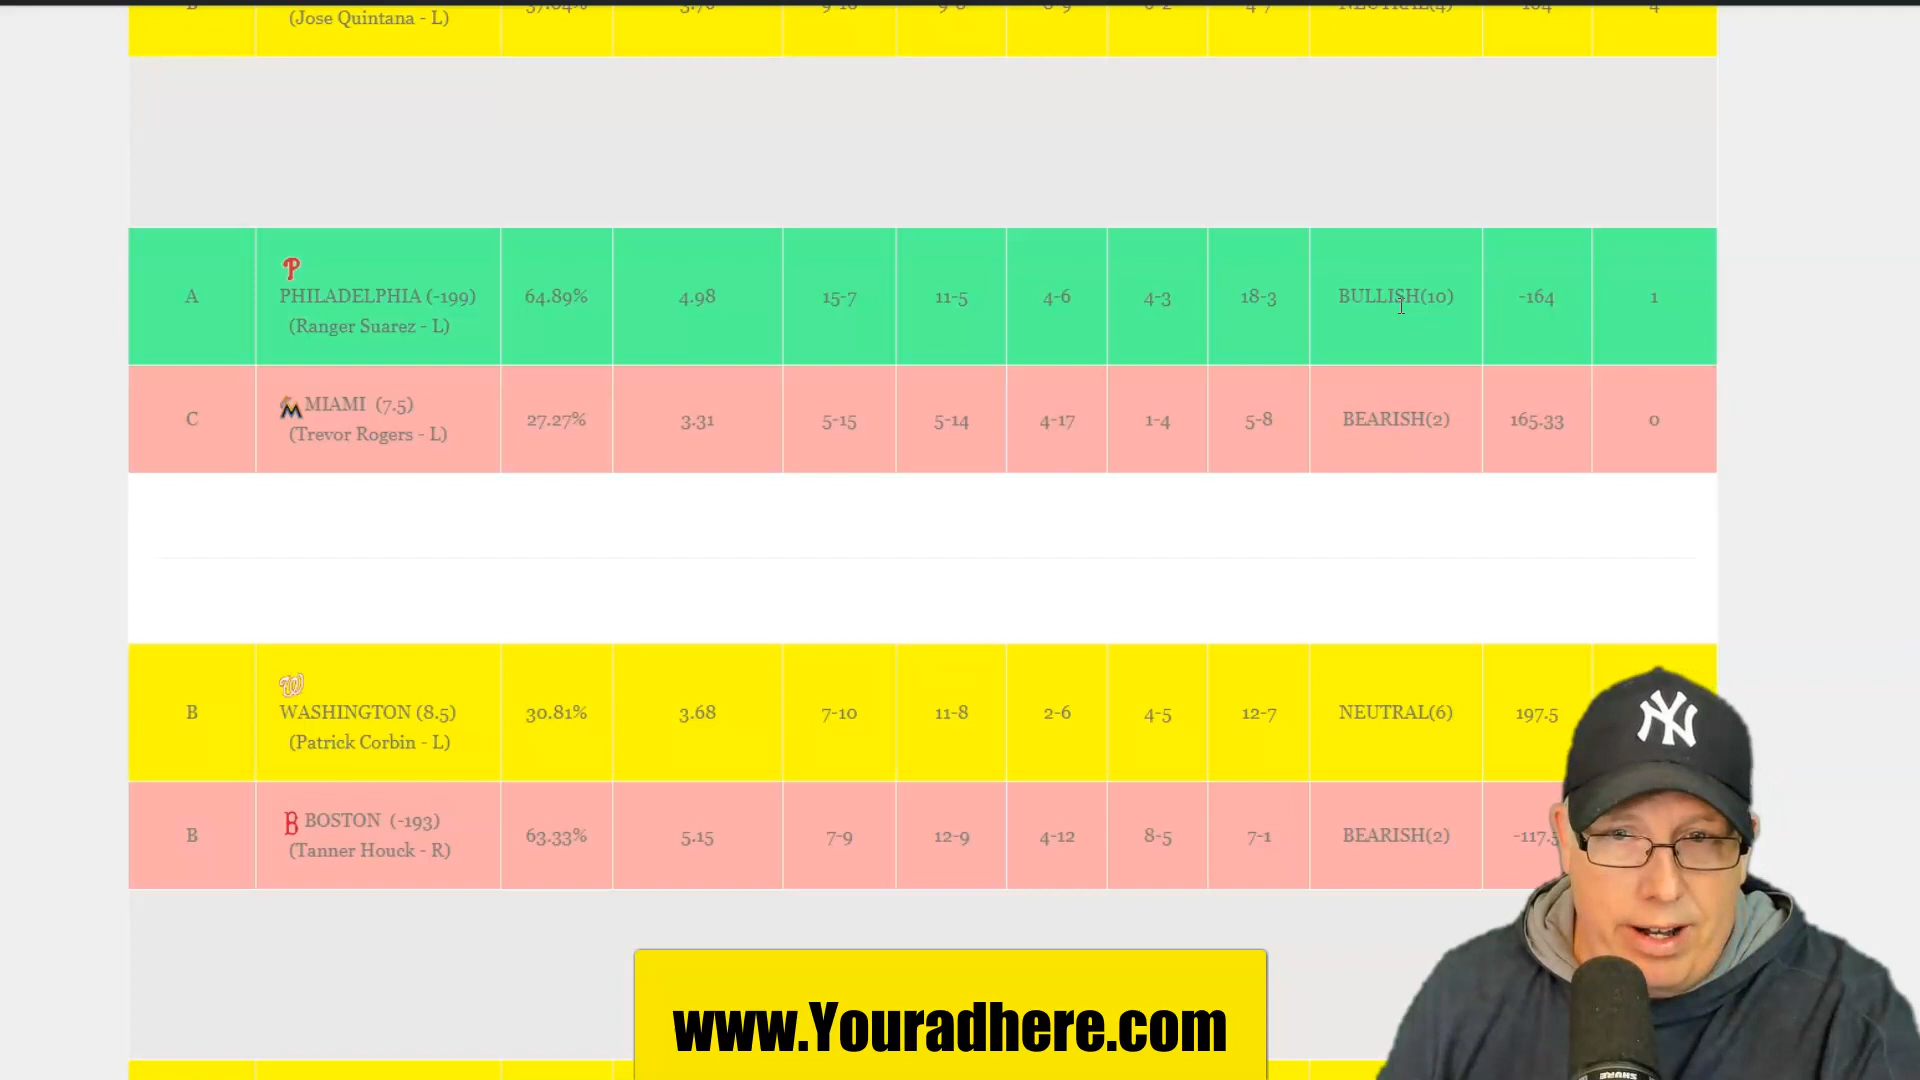 (Jose Quintana - L)
A
P
PHILADELPHIA (-199)
(Ranger Suarez - L)
64.89%
4.98
15-7
11-5
4-6
4-3
18-3
BULLISH(10)
-164
1
C
M
MIAMI (7.5)
(Trevor Rogers - L)
27.27%
3.31
5-15
5-14
4-17
1-4
5-8
BEARISH(2)
165.33
0
B
W
WASHINGTON (8.5)
(Patrick Corbin - L)
30.81%
3.68
7-10
11-8
2-6
4-5
12-7
NEUTRAL(6)
197.5
B
B
BOSTON (-193)
(Tanner Houck - R)
63.33%
5.15
7-9
12-9
4-12
8-5
7-1
BEARISH(2)
-117.5
NY
www.Youradhere.com
SHURE